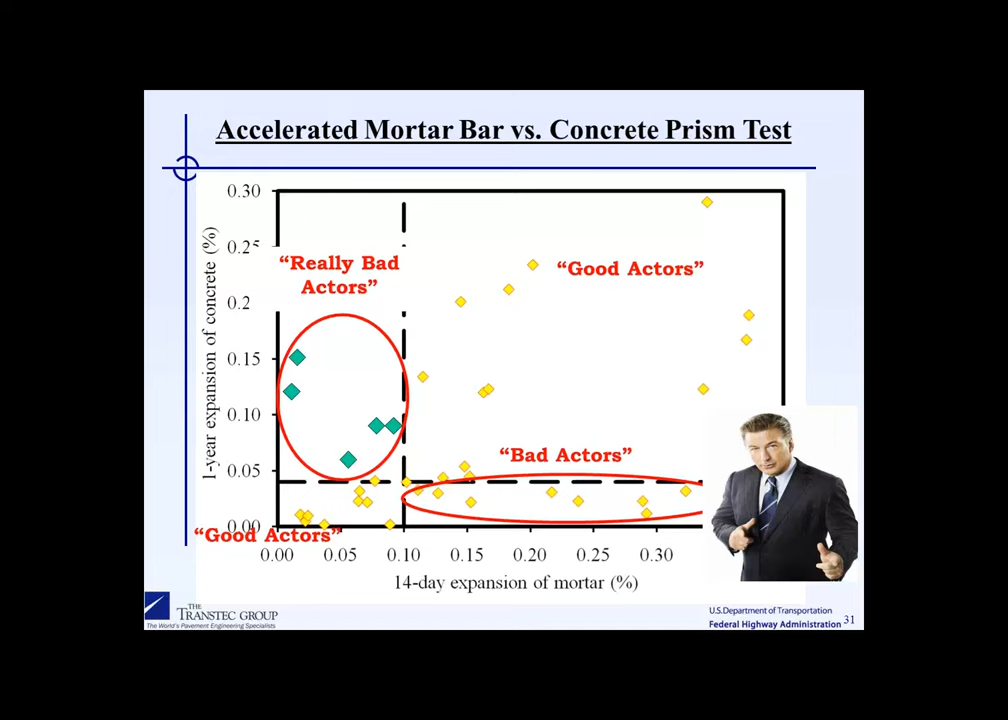 Accelerated Mortar Bar vs. Concrete Prism Test
0.30
0.25
0.2
0.15
0.10
0.05
0.00
1-year expansion of concrete (%)
“Really Bad
Actors”
“Good Actors”
“Bad Actors”
“Good Actors”
0.00 0.05 0.10 0.15 0.20 0.25 0.30
14-day expansion of mortar (%)
THE
TRANSTEC GROUP
The World's Pavement Engineering Specialists
U.S.Department of Transportation
Federal Highway Administration
31